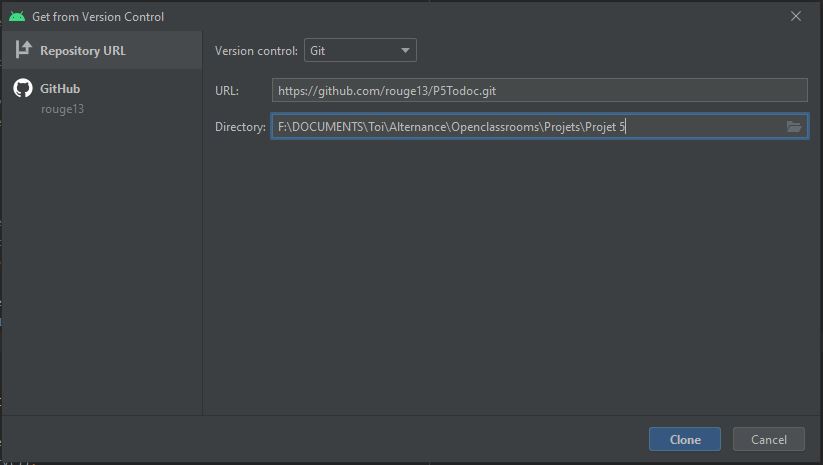 Get from Version Control
Repository URL
GitHub
rouge13
Version control: Git
URL: https://github.com/rouge13/P5Todoc.git
Directory: F:\DOCUMENTS\Toi\Alternance\Openclassrooms\Projets\Projet 5
Clone Cancel